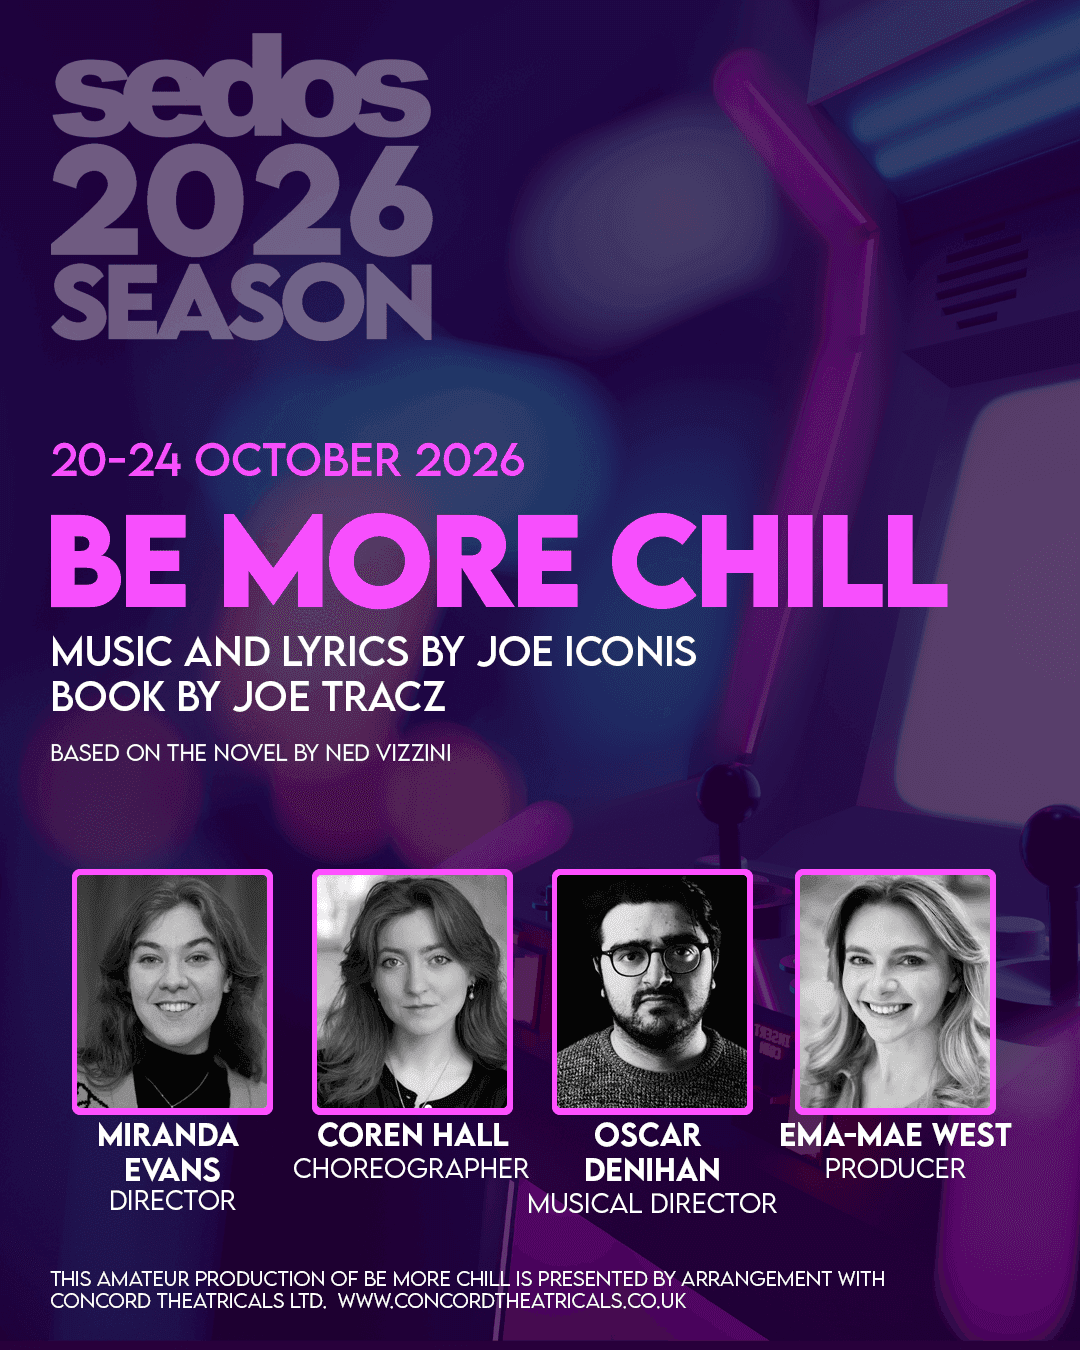 sedos
2026
SEASON
20-24 OCTOBER 2026
BE MORE CHILL
MUSIC AND LYRICS BY JOE ICONIS
BOOK BY JOE TRACZ
BASED ON THE NOVEL BY NED VIZZINI
MIRANDA
EVANS
DIRECTOR
COREN HALL
CHOREOGRAPHER
OSCAR
DENIHAN
MUSICAL DIRECTOR
EMA-MAE WEST
PRODUCER
INSERT
COIN
THIS AMATEUR PRODUCTION OF BE MORE CHILL IS PRESENTED BY ARRANGEMENT WITH
CONCORD THEATRICALS LTD. WWW.CONCORDTHEATRICALS.CO.UK